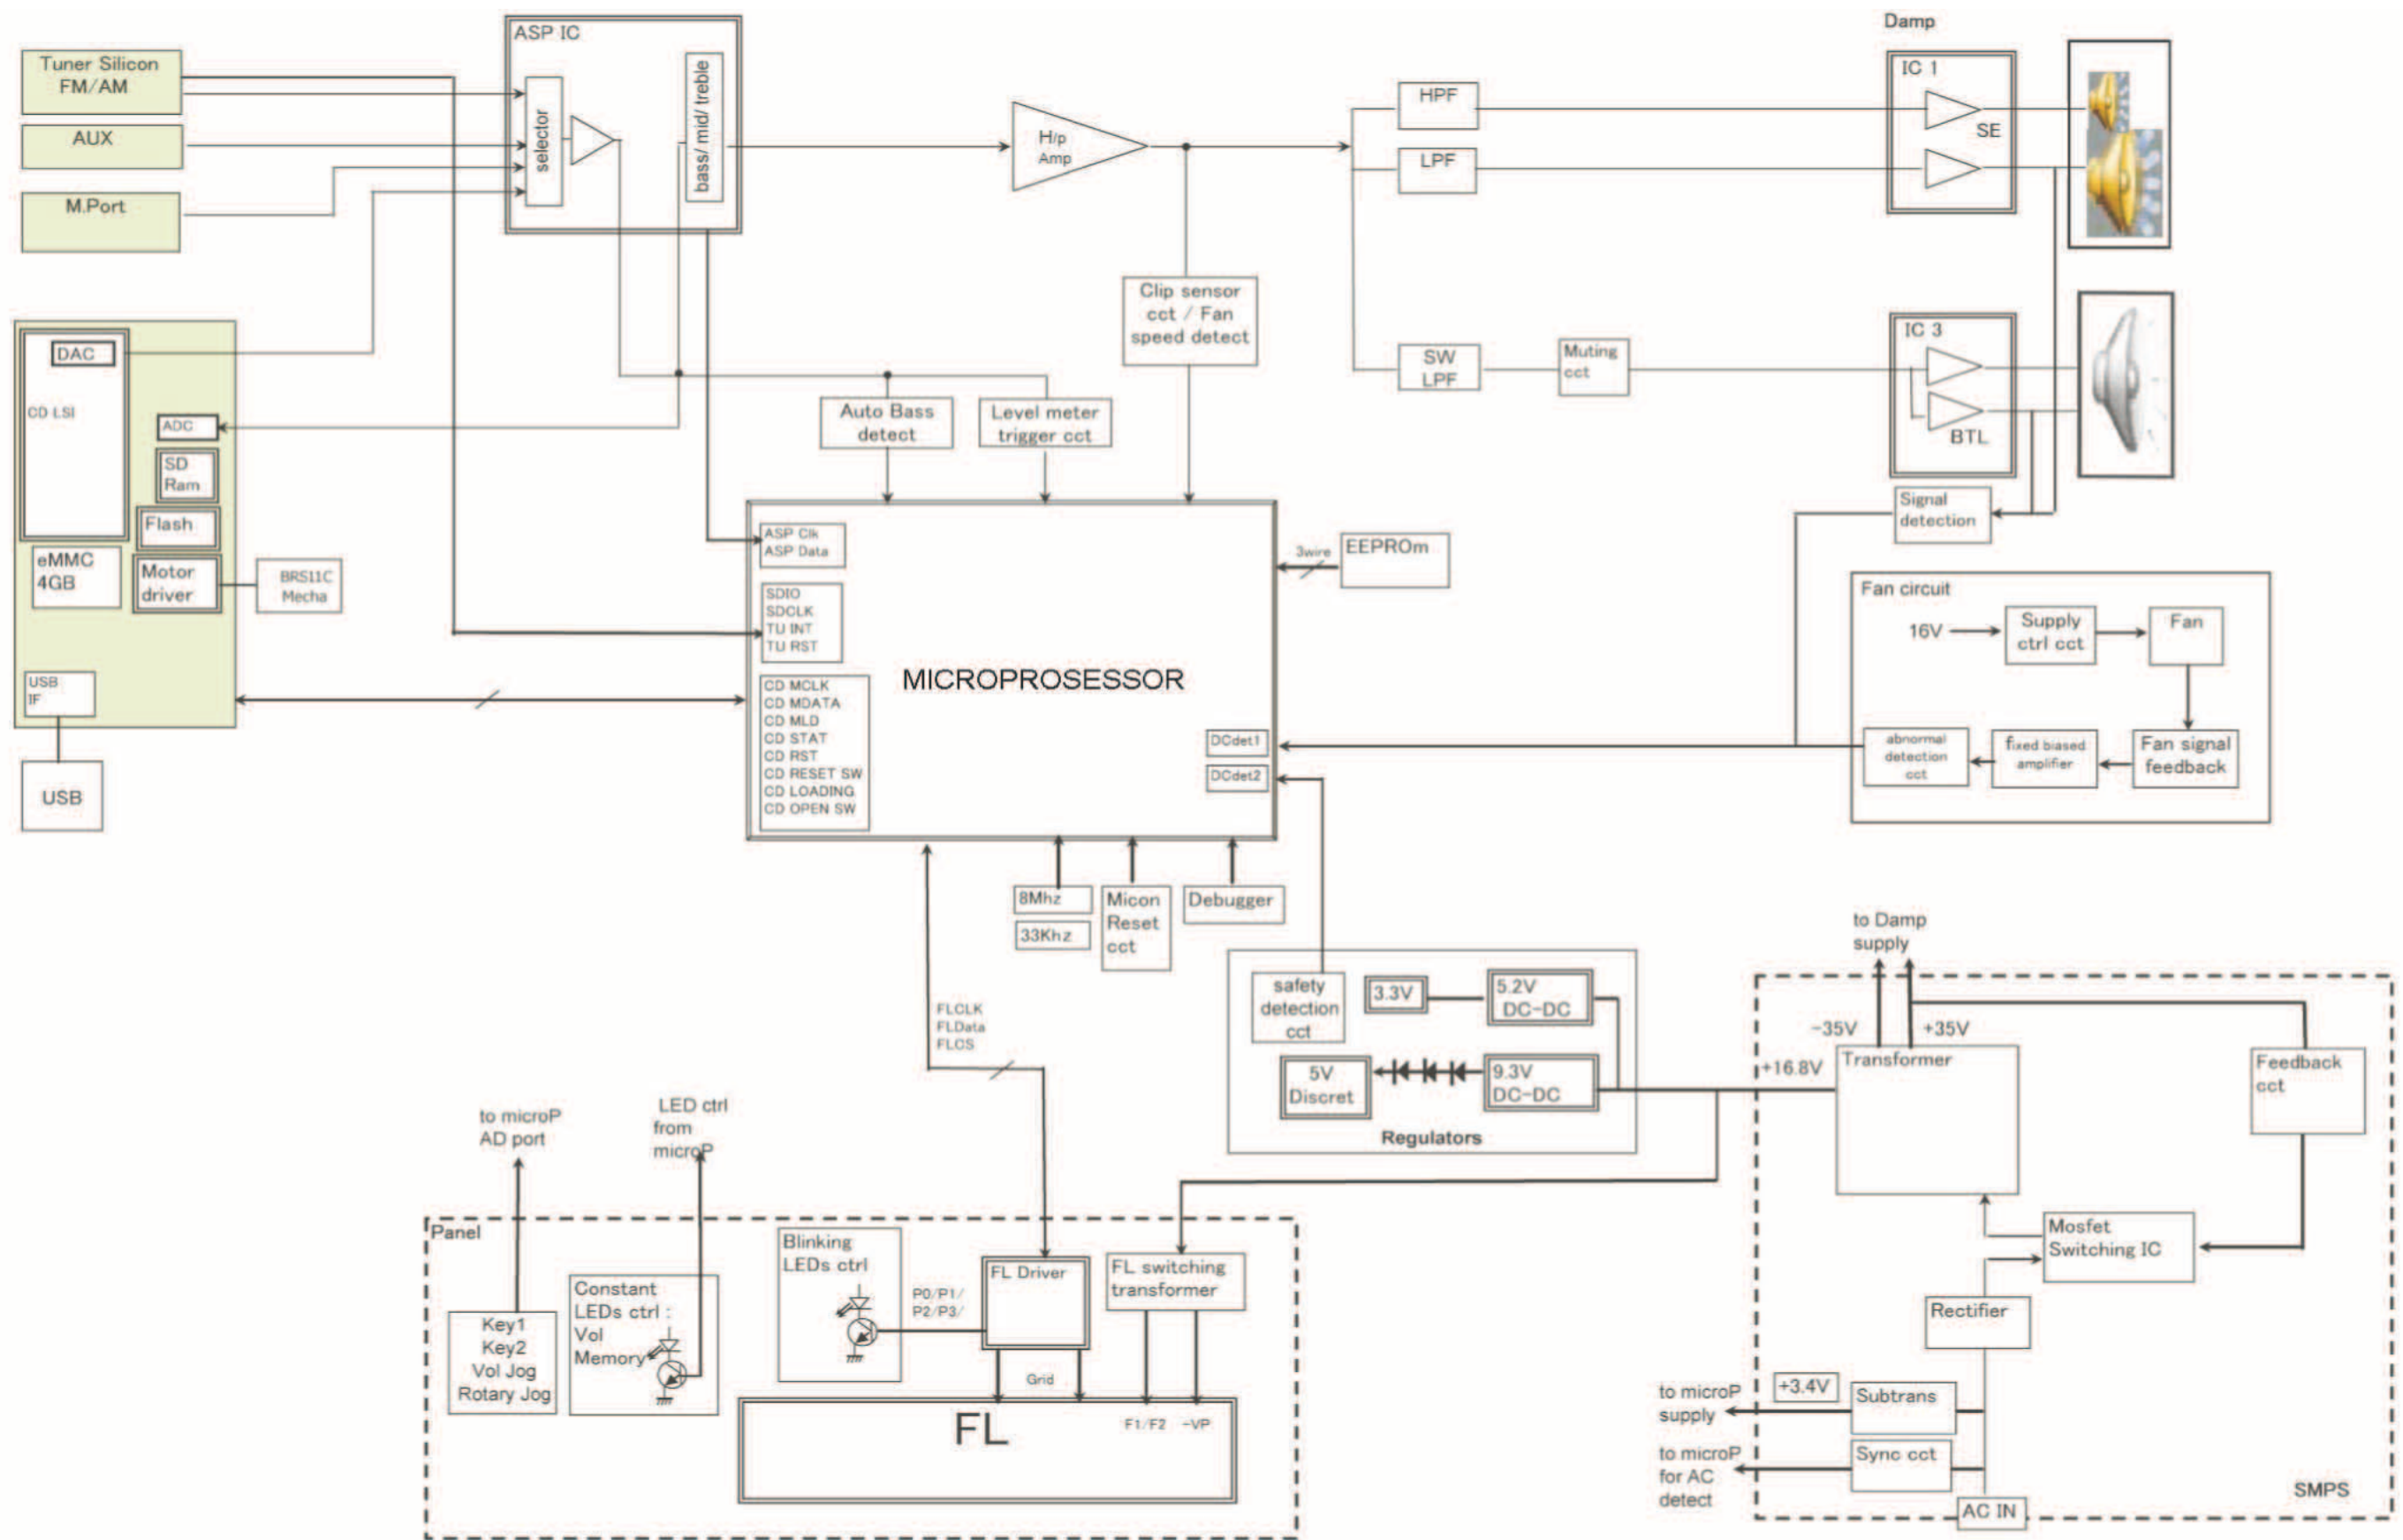 Tuner Silicon
FM/AM
AUX
M.Port
ASP IC
selector
bass/ mid/ treble
H/p
Amp
HPF
LPF
Damp
IC 1
SE
Clip sensor
cct / Fan
speed detect
SW
LPF
Muting
cct
IC 3
BTL
Signal
detection
DAC
CD LSI
ADC
SD
Ram
Flash
eMMC
4GB
Motor
driver
BRS11C
Mecha
USB
IF
USB
Auto Bass
detect
Level meter
trigger cct
ASP Clk
ASP Data
SDIO
SDCLK
TU INT
TU RST
CD MCLK
CD MDATA
CD MLD
CD STAT
CD RST
CD RESET SW
CD LOADING
CD OPEN SW
MICROPROSESSOR
DCdet1
DCdet2
3wire
EEPROm
Fan circuit
16V
Supply
ctrl cct
Fan
abnormal
detection
cct
fixed biased
amplifier
Fan signal
feedback
8Mhz
33Khz
Micon
Reset
cct
Debugger
FLCLK
FLData
FLCS
safety
detection
cct
3.3V
5.2V
DC-DC
5V
Discret
9.3V
DC-DC
Regulators
to Damp
supply
-35V
+35V
+16.8V
Transformer
Feedback
cct
Mosfet
Switching IC
Rectifier
to microP
supply
+3.4V
Subtrans
to microP
for AC
detect
Sync cct
AC IN
SMPS
to microP
AD port
LED ctrl
from
microP
Panel
Key1
Key2
Vol Jog
Rotary Jog
Constant
LEDs ctrl :
Vol
Memory
Blinking
LEDs ctrl
P0/P1/
P2/P3/
FL Driver
FL switching
transformer
Grid
FL
F1/F2
-VP